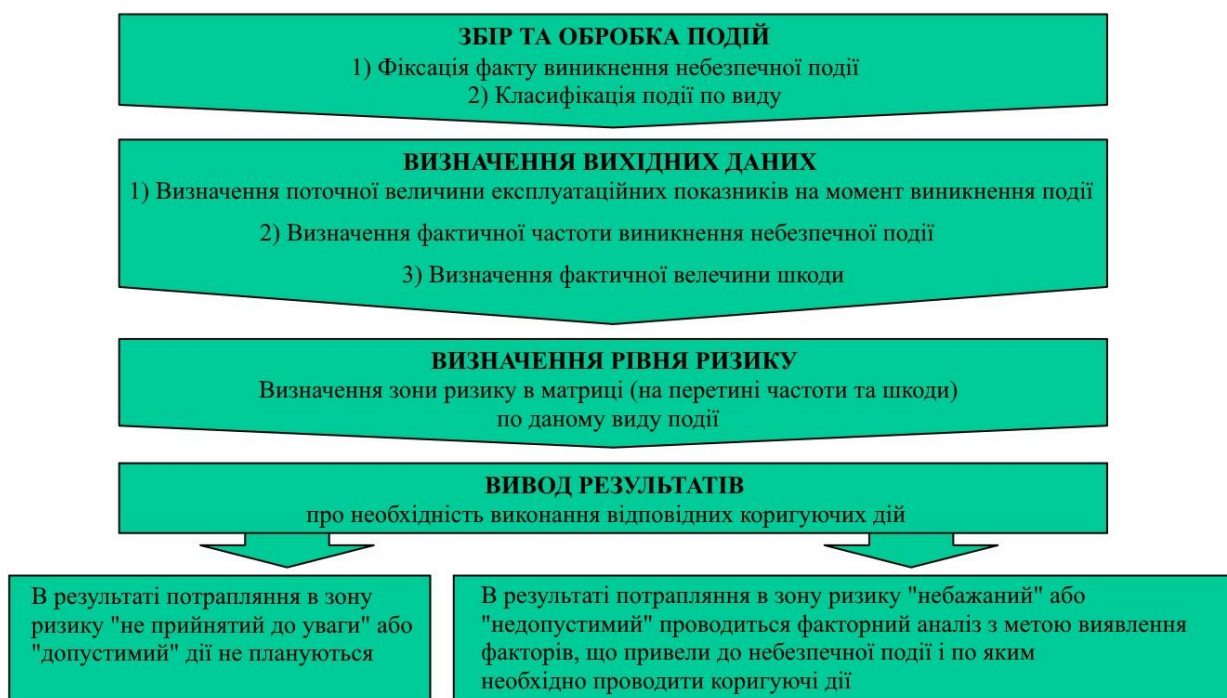 ЗБІР ТА ОБРОБКА ПОДІЙ
1) Фіксація факту виникнення небезпечної події
2) Класифікація події по виду
ВИЗНАЧЕННЯ ВИХІДНИХ ДАНИХ
1) Визначення поточної величини експлуатаційних показників на момент виникнення події
2) Визначення фактичної частоти виникнення небезпечної події
3) Визначення фактичної велечини шкоди
ВИЗНАЧЕННЯ РІВНЯ РИЗИКУ
Визначення зони ризику в матриці (на перетині частоти та шкоди)
по даному виду події
ВИВОД РЕЗУЛЬТАТІВ
про необхідність виконання відповідних коригуючих дій
В результаті потрапляння в зону
ризику "не прийнятий до уваги" або
"допустимий" дії не плануються
В результаті потрапляння в зону ризику "небажаний" або
"недопустимий" проводиться факторний аналіз з метою виявлення
факторів, що привели до небезпечної події і по яким
необхідно проводити коригуючі дії